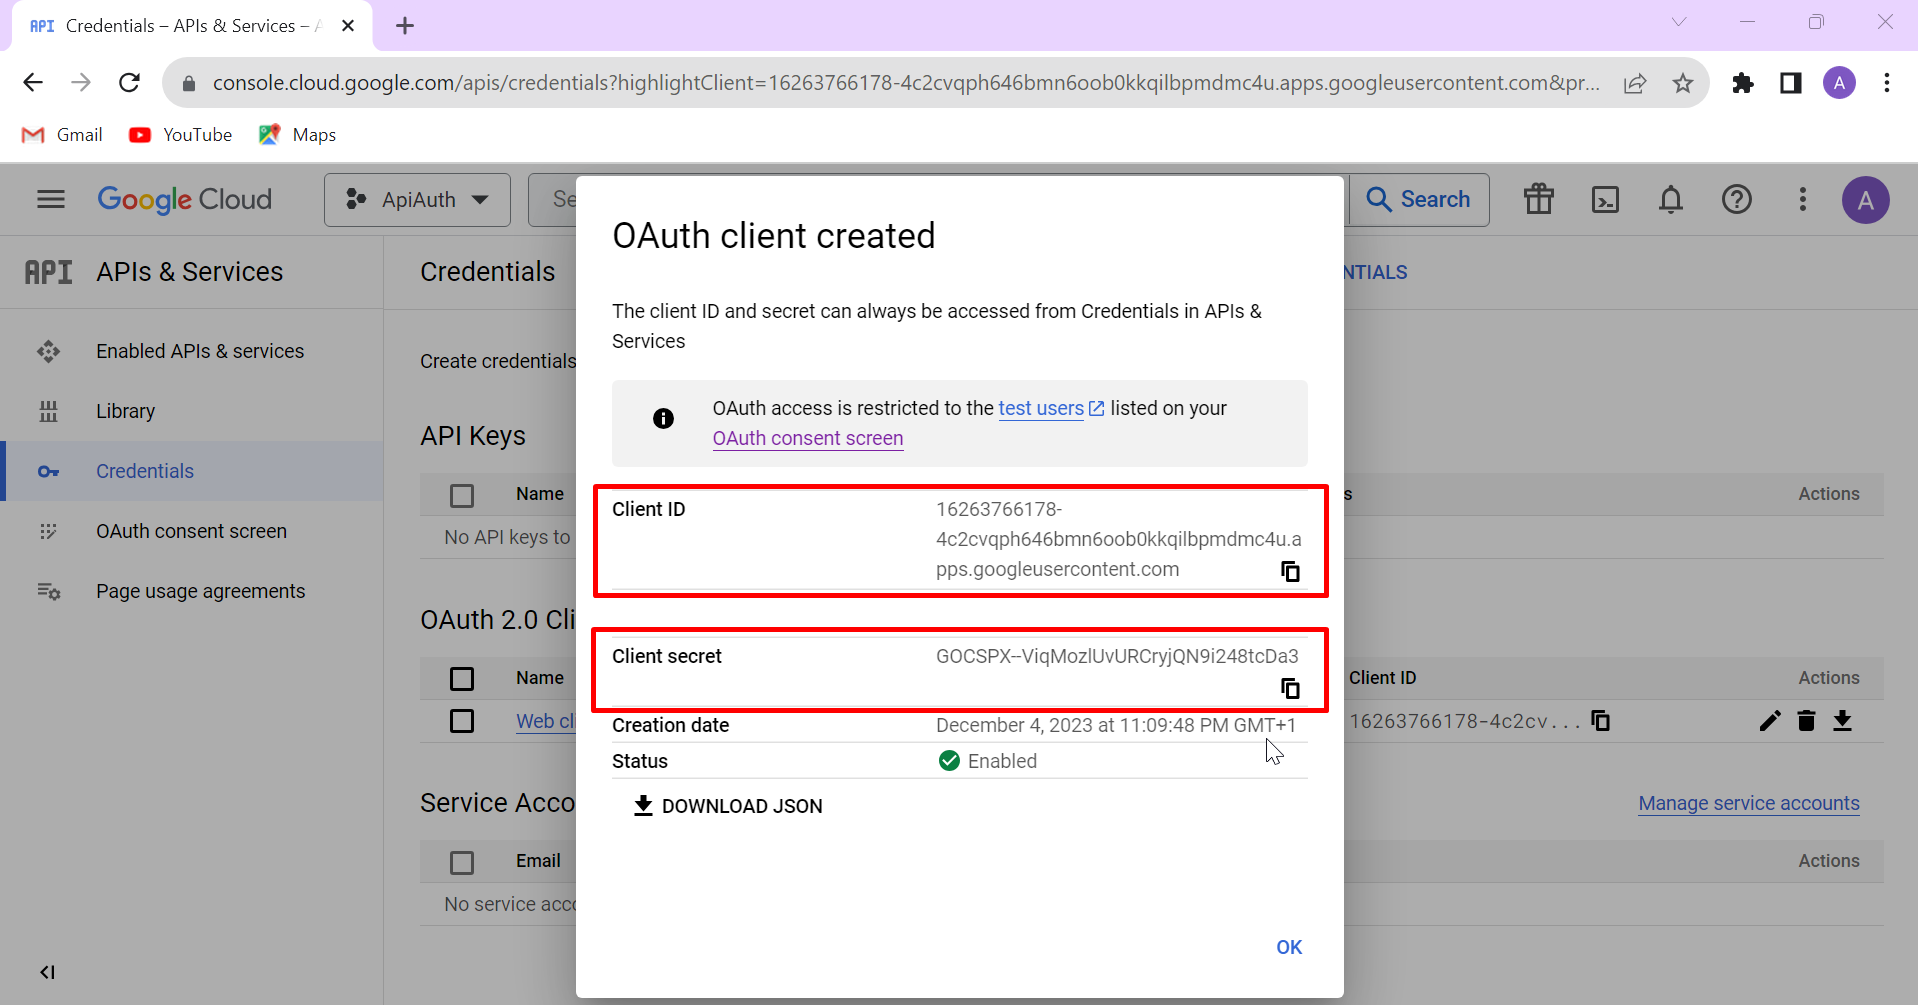 API Credentials – APIs & Services – A
console.cloud.google.com/apis/credentials?highlightClient=16263766178-4c2cvqph646bmn6oob0kkqilbpmdmc4u.apps.googleusercontent.com&pr...
A
Gmail
YouTube
Maps
Google Cloud
ApiAuth
Se
Search
A
API APIs & Services
Credentials
NTIALS
OAuth client created
The client ID and secret can always be accessed from Credentials in APIs &
Services
Enabled APIs & services
Library
Credentials
OAuth consent screen
Page usage agreements
Create credentials
OAuth access is restricted to the test users listed on your
OAuth consent screen
API Keys
Name
s
Actions
No API keys to
Client ID
16263766178-
4c2cvqph646bmn6oob0kkqilbpmdmc4u.a
pps.googleusercontent.com
OAuth 2.0 Cli
Client secret
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
Name
Client ID
Actions
Web cli
16263766178-4c2cv...
Creation date
December 4, 2023 at 11:09:48 PM GMT+1
Status
Enabled
DOWNLOAD JSON
Service Acco
Manage service accounts
Email
Actions
No service acco
OK